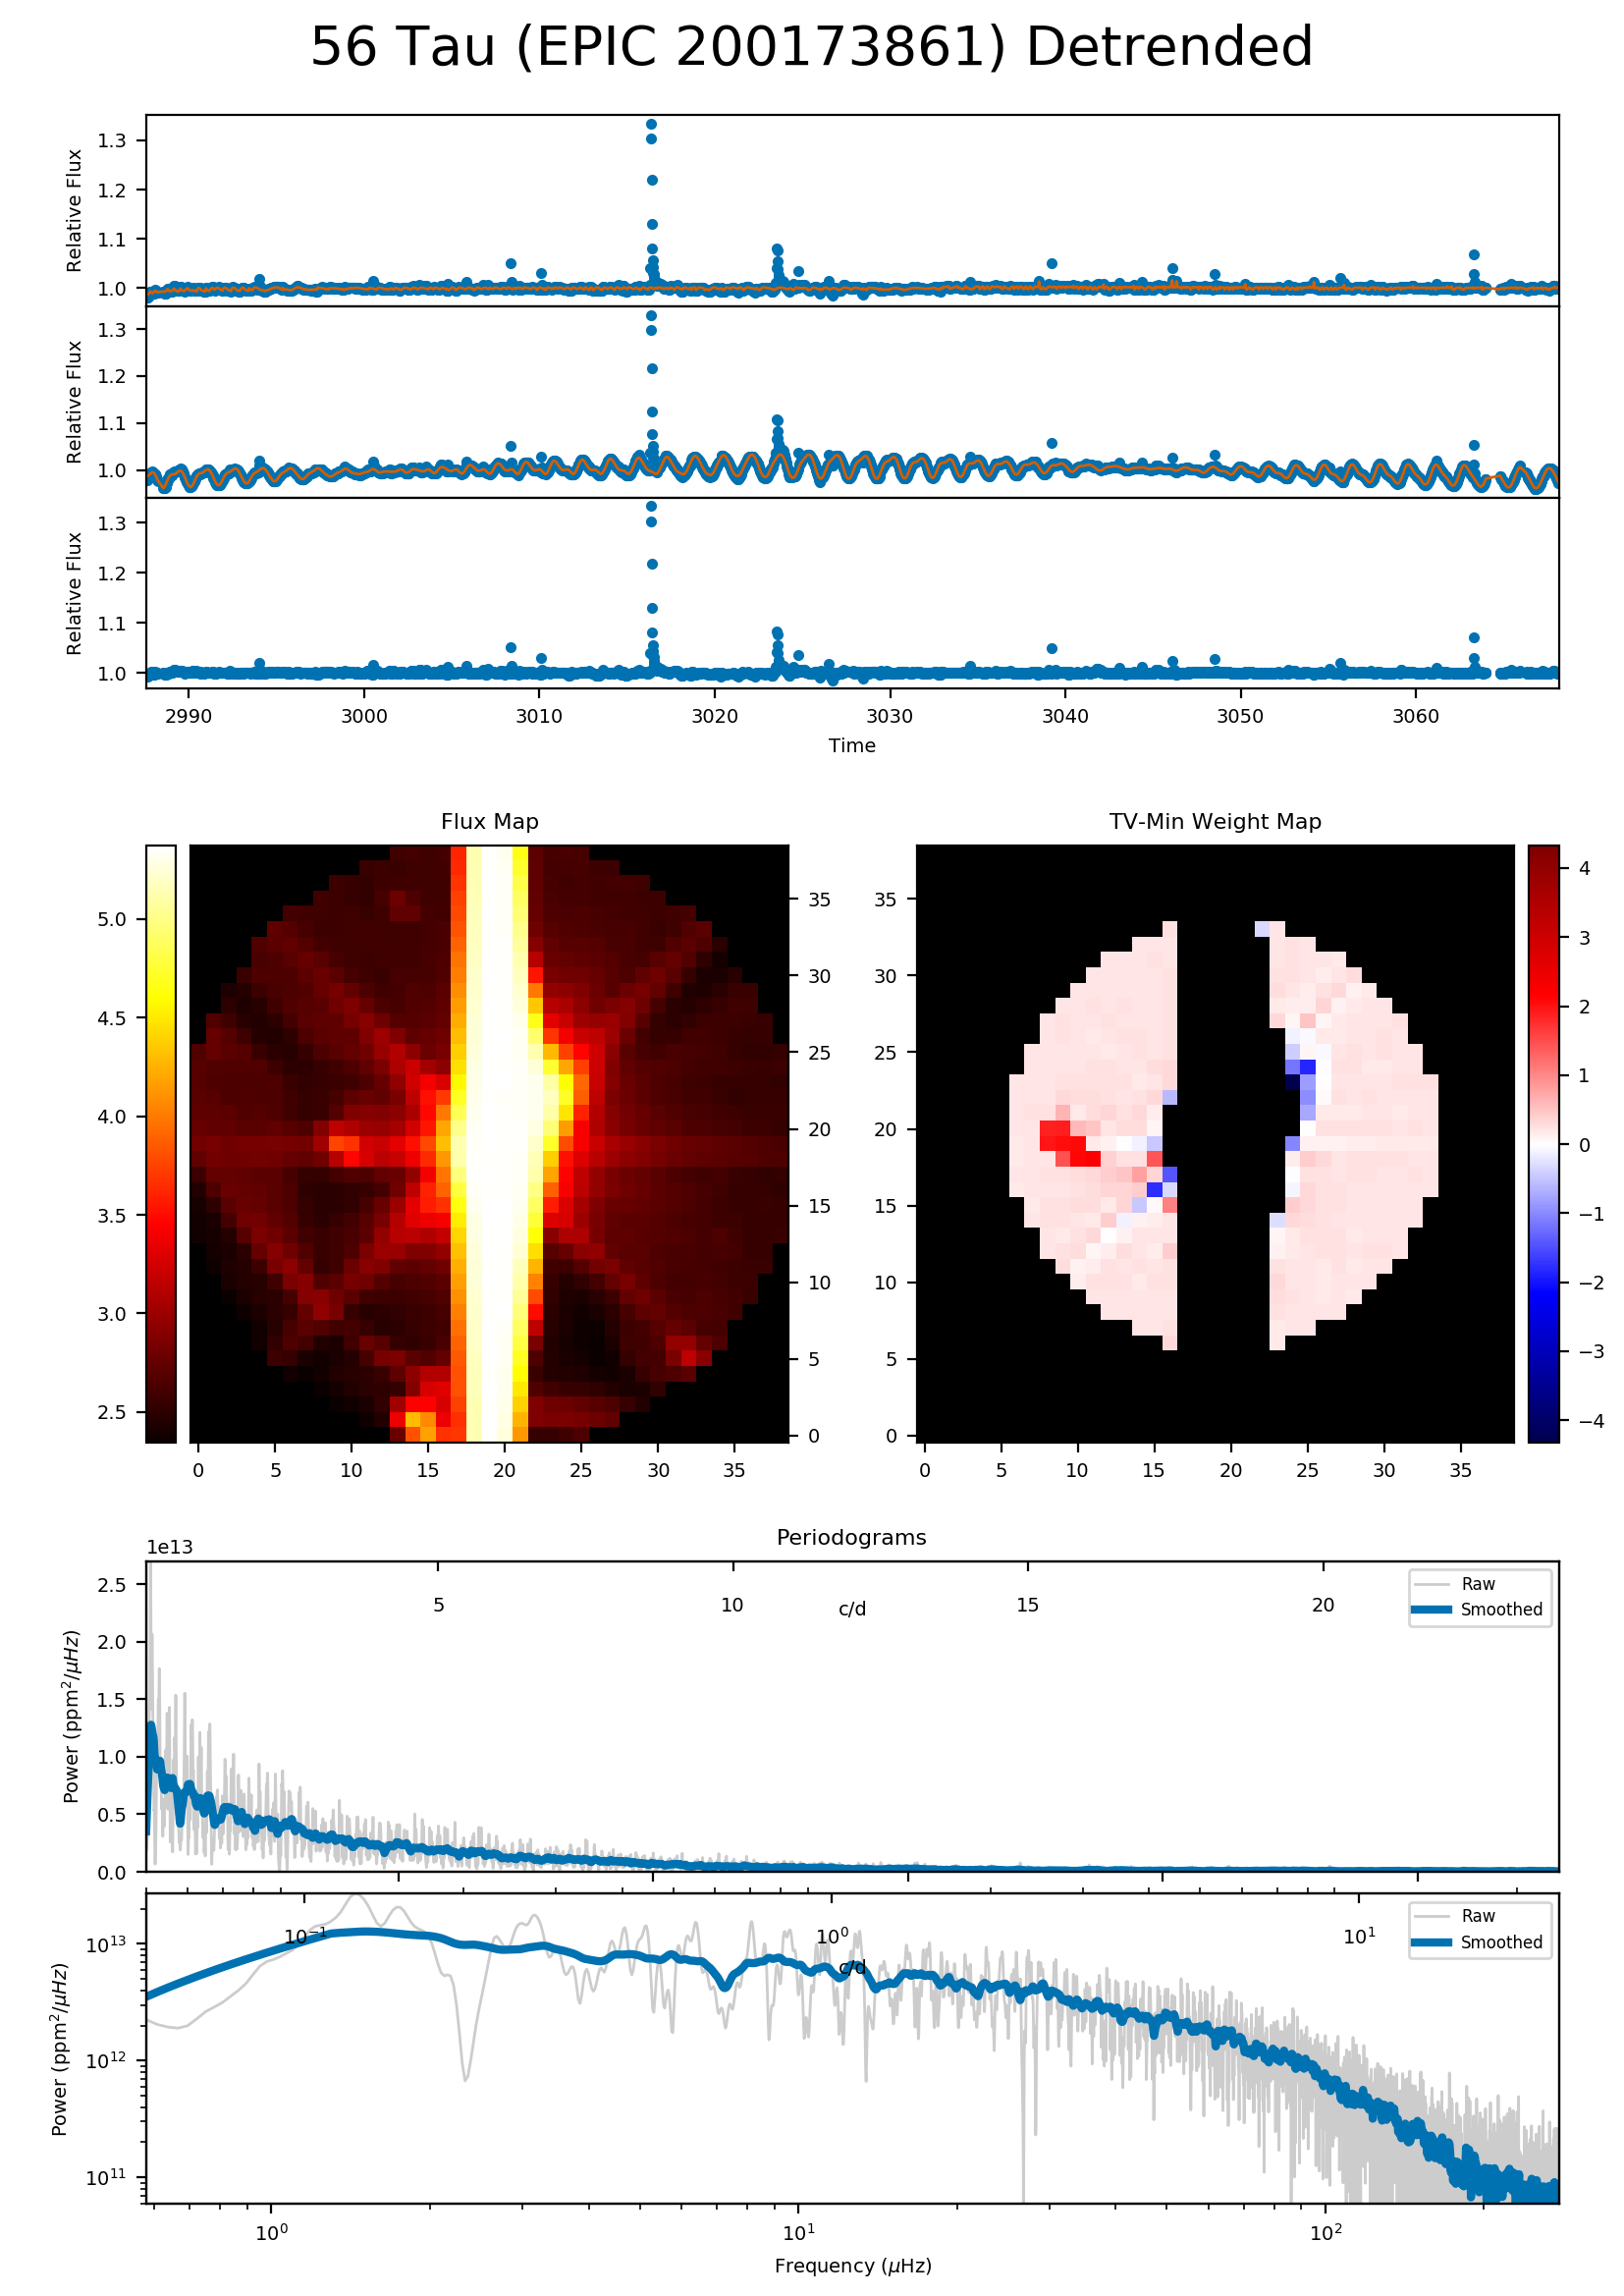 56 Tau (EPIC 200173861) Detrended
Relative Flux
1.3
1.2
1.1
1.0
Relative Flux
1.3
1.2
1.1
1.0
Relative Flux
1.3
1.2
1.1
1.0
2990 3000 3010 3020 3030 3040 3050 3060
Time
Flux Map
5.0
4.5
4.0
3.5
3.0
2.5
35
30
25
20
15
10
5
0
0 5 10 15 20 25 30 35
TV-Min Weight Map
35
30
25
20
15
10
5
0
0 5 10 15 20 25 30 35
4
3
2
1
0
−1
−2
−3
−4
Periodograms
1e13
Power (ppm²/μHz)
2.5
2.0
1.5
1.0
0.5
0.0
5 10 15 20
c/d
Raw
Smoothed
Power (ppm²/μHz)
10¹³
10¹²
10¹¹
10⁻¹ 10⁰ 10¹
c/d
Raw
Smoothed
10⁰ 10¹ 10²
Frequency (μHz)